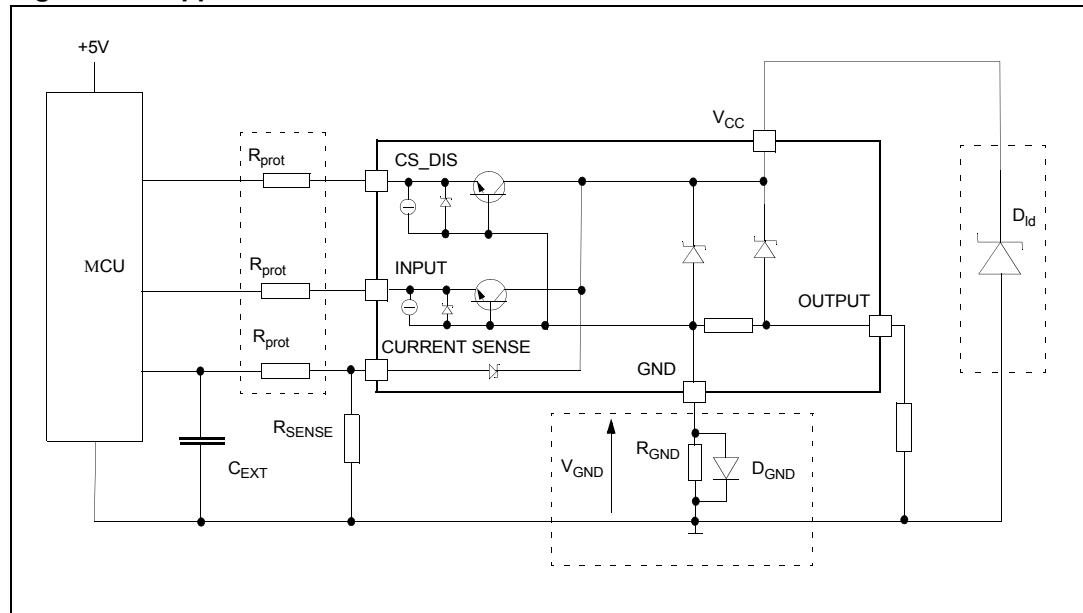 +5V
VCC
Rprot
CS_DIS
Dld
MCU
Rprot
INPUT
OUTPUT
Rprot
CURRENT SENSE
GND
RSENSE
CEXT
VGND
RGND
DGND